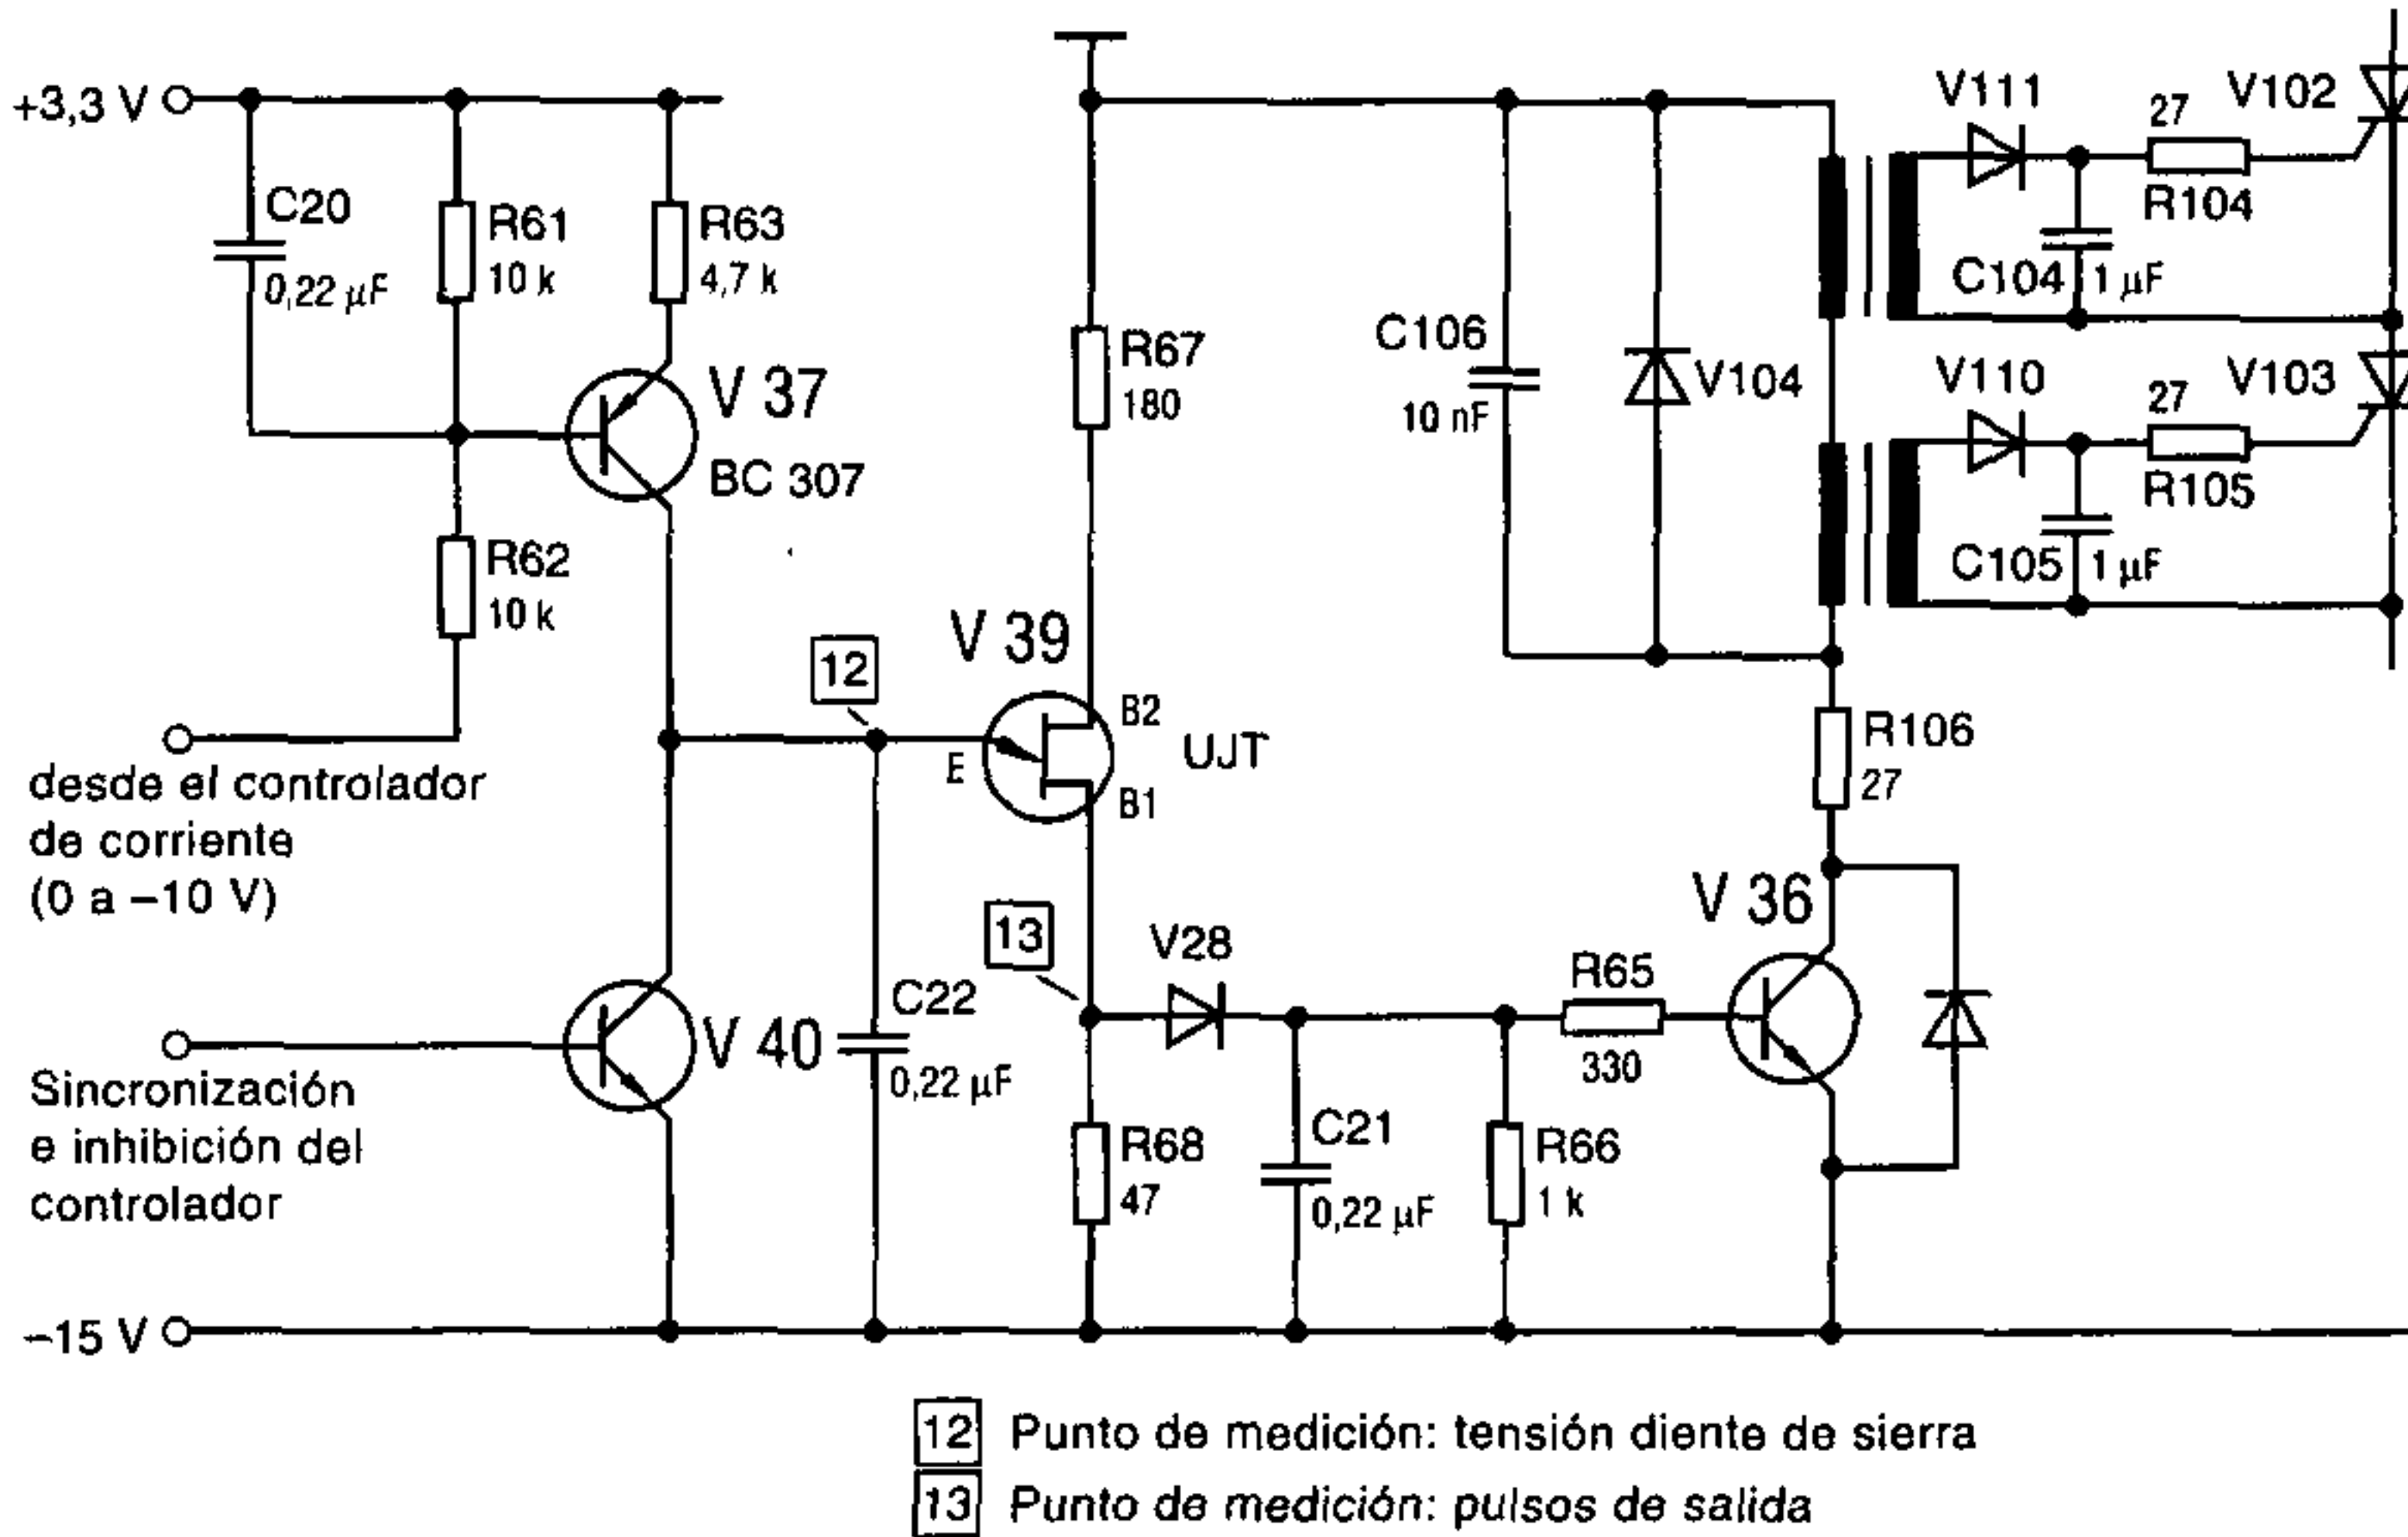 +3,3 V
C20
0,22 µF
R61
10 k
R63
4,7 k
V 37
BC 307
R62
10 k
desde el controlador
de corriente
(0 a –10 V)
Sincronización
e inhibición del
controlador
–15 V
V 40
12
C22
0,22 µF
V 39
E
B2
B1
UJT
R67
180
13
V28
R68
47
C21
0,22 µF
R66
1 k
R65
330
V 36
R106
27
C106
10 nF
V104
V111
27
R104
V102
C104
1 µF
V110
27
R105
V103
C105
1 µF
12 Punto de medición: tensión diente de sierra
13 Punto de medición: pulsos de salida